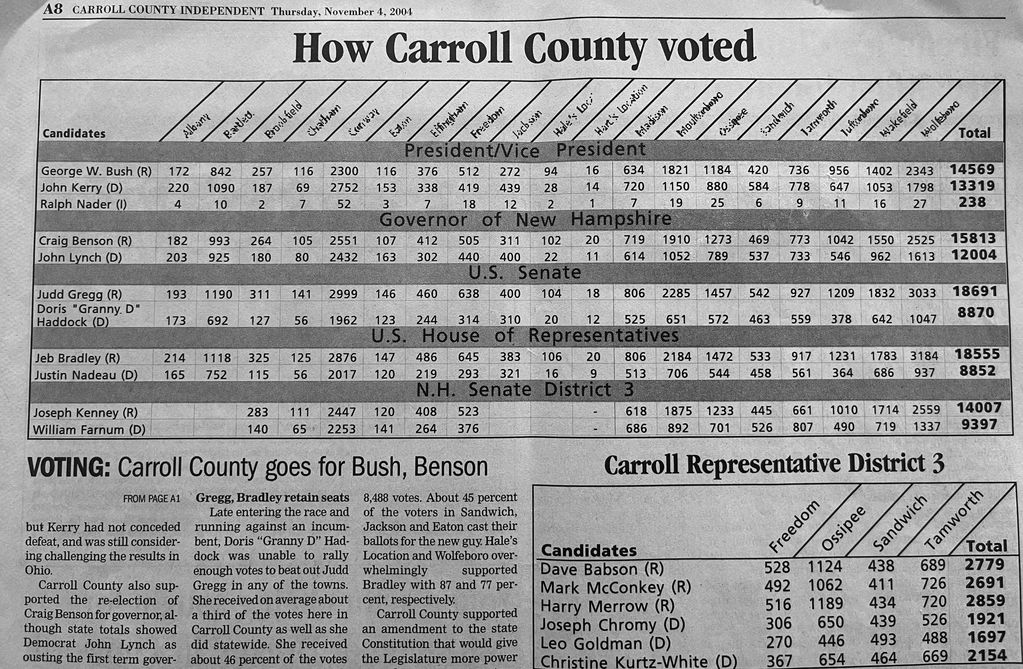 A8 CARROLL COUNTY INDEPENDENT Thursday, November 4, 2004
How Carroll County voted
Candidates Albany Bartlett Brookfield Chatham Conway Eaton Effingham Freedom Jackson Hale's Loc. Hart's Location Madison Moultonboro Ossipee Sandwich Tamworth Tuftonboro Wakefield Wolfeboro Total
President/Vice President
George W. Bush (R) 172 842 257 116 2300 116 376 512 272 94 16 634 1821 1184 420 736 956 1402 2343 14569
John Kerry (D) 220 1090 187 69 2752 153 338 419 439 28 14 720 1150 880 584 778 647 1053 1798 13319
Ralph Nader (I) 4 10 2 7 52 3 7 18 12 2 1 7 19 25 6 9 11 16 27 238
Governor of New Hampshire
Craig Benson (R) 182 993 264 105 2551 107 412 505 311 102 20 719 1910 1273 469 773 1042 1550 2525 15813
John Lynch (D) 203 925 180 80 2432 163 302 440 400 22 11 614 1052 789 537 733 546 962 1613 12004
U.S. Senate
Judd Gregg (R) 193 1190 311 141 2999 146 460 638 400 104 18 806 2285 1457 542 927 1209 1832 3033 18691
Doris "Granny D"
Haddock (D) 173 692 127 56 1962 123 244 314 310 20 12 525 651 572 463 559 378 642 1047 8870
U.S. House of Representatives
Jeb Bradley (R) 214 1118 325 125 2876 147 486 645 383 106 20 806 2184 1472 533 917 1231 1783 3184 18555
Justin Nadeau (D) 165 752 115 56 2017 120 219 293 321 16 9 513 706 544 458 561 364 686 937 8852
N.H. Senate District 3
Joseph Kenney (R) 283 111 2447 120 408 523 - 618 1875 1233 445 661 1010 1714 2559 14007
William Farnum (D) 140 65 2253 141 264 376 - 686 892 701 526 807 490 719 1337 9397
VOTING: Carroll County goes for Bush, Benson
FROM PAGE A1
but Kerry had not conceded
defeat, and was still consider-
ing challenging the results in
Ohio.
Carroll County also sup-
ported the re-election of
Craig Benson for governor, al-
though state totals showed
Democrat John Lynch as
ousting the first term gover-
Gregg, Bradley retain seats
Late entering the race and
running against an incum-
bent, Doris "Granny D" Had-
dock was unable to rally
enough votes to beat out Judd
Gregg in any of the towns.
She received on average about
a third of the votes here in
Carroll County as well as she
did statewide. She received
about 46 percent of the votes
8,488 votes. About 45 percent
of the voters in Sandwich,
Jackson and Eaton cast their
ballots for the new guy. Hale's
Location and Wolfeboro over-
whelmingly supported
Bradley with 87 and 77 per-
cent, respectively.
Carroll County supported
an amendment to the state
Constitution that would give
the Legislature more power
Carroll Representative District 3
Candidates Freedom Ossipee Sandwich Tamworth Total
Dave Babson (R) 528 1124 438 689 2779
Mark McConkey (R) 492 1062 411 726 2691
Harry Merrow (R) 516 1189 434 720 2859
Joseph Chromy (D) 306 650 439 526 1921
Leo Goldman (D) 270 446 493 488 1697
Christine Kurtz-White (D) 367 654 464 669 2154